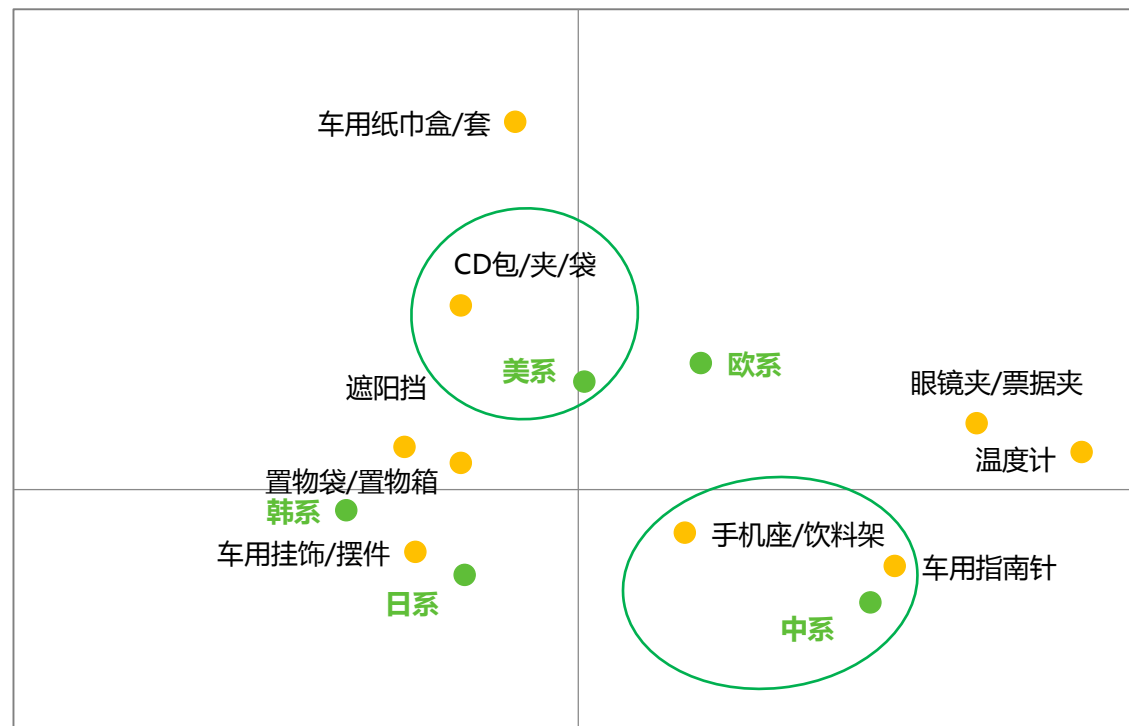 车用纸巾盒/套
CD包/夹/袋
美系
欧系
遮阳挡
眼镜夹/票据夹
温度计
置物袋/置物箱
韩系
手机座/饮料架
车用挂饰/摆件
车用指南针
日系
中系